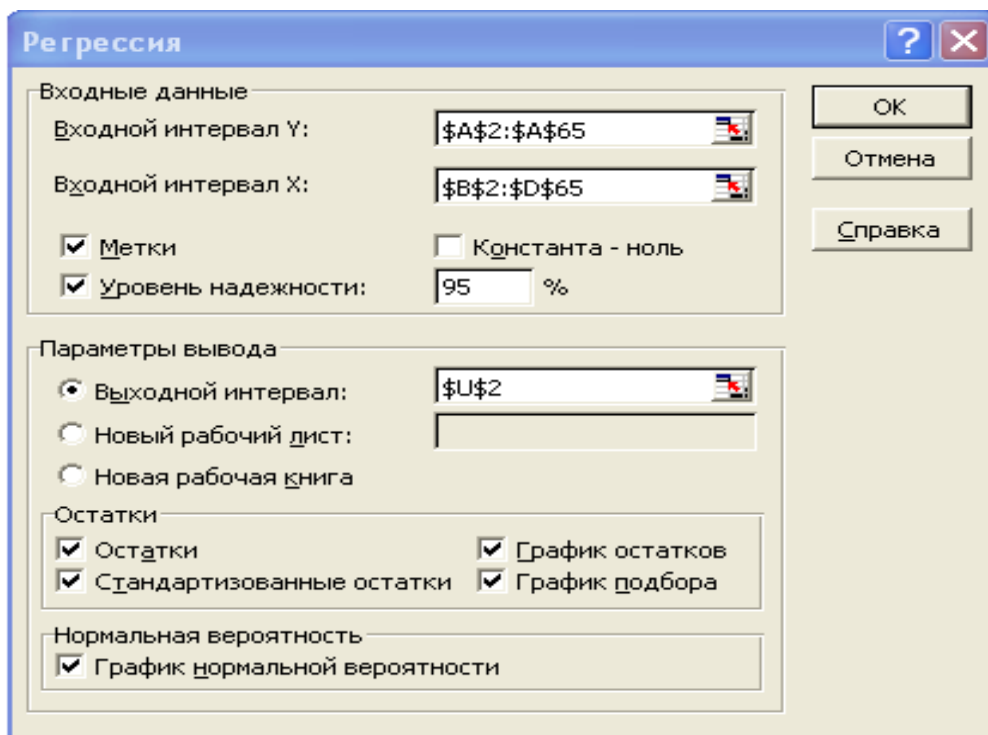 Регрессия
Входные данные
Входной интервал Y: $A$2:$A$65
Входной интервал X: $B$2:$D$65
Метки Константа - ноль
Уровень надежности: 95 %
OK
Отмена
Справка
Параметры вывода
Выходной интервал: $U$2
Новый рабочий лист:
Новая рабочая книга
Остатки
Остатки График остатков
Стандартизованные остатки График подбора
Нормальная вероятность
График нормальной вероятности